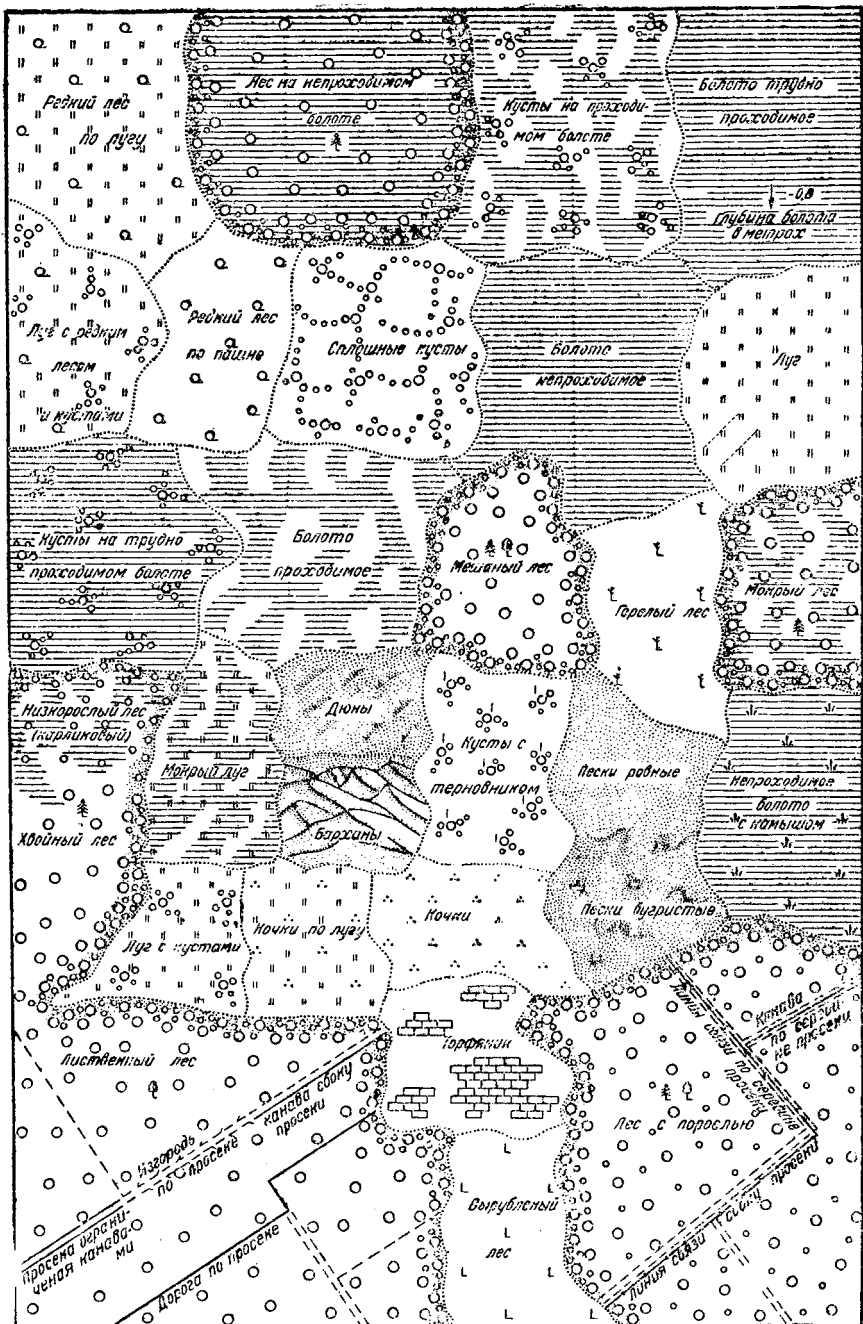 Редкий лес
по лугу
Лес на непроходимом
болоте
Кусты на проходи-
мом болоте
Болото трудно
проходимое
-0,8
глубина болота
в метрах
Луг с редким
лесом
и кустами
Редкий лес
по пашне
Сплошные кусты
Болото
непроходимое
Луг
Кусты на трудно
проходимом болоте
Болото
проходимое
Мешаный лес
Горелый лес
Мокрый лес
Низкорослый лес
(карликовый)
Хвойный лес
Мокрый луг
Дюны
Барханы
Кусты с
терновником
Пески ровные
Непроходимое
болото
с камышом
Луг с кустами
Кочки по лугу
Кочки
Пески бугристые
Лиственный лес
Торфяник
Линия связи по середине
просеки
Канава
по середи-
не просеки
Лес с порослью
Изгородь
по просеке
канава сбоку
просеки
Просека ограни-
ченая канава-
ми
Дорога по просеке
Вырубленый
лес
Линия связи сбоку просеки